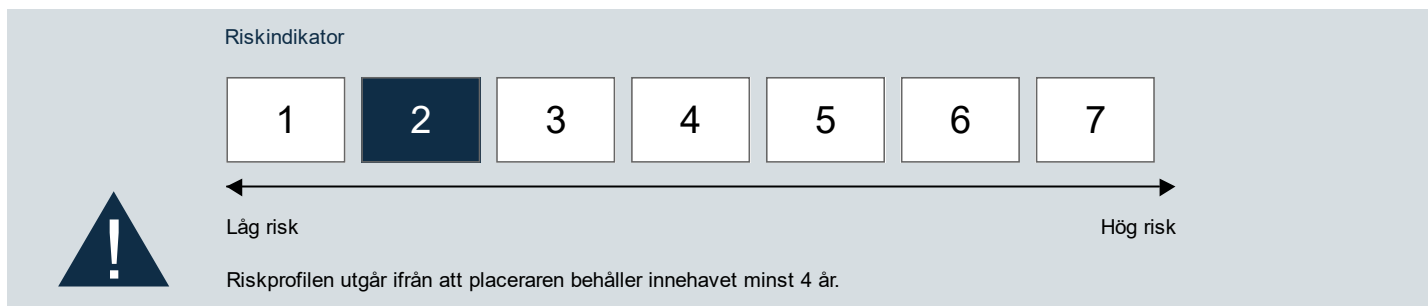 Riskindikator
1 2 3 4 5 6 7
Låg risk Hög risk
!
Riskprofilen utgår ifrån att placeraren behåller innehavet minst 4 år.